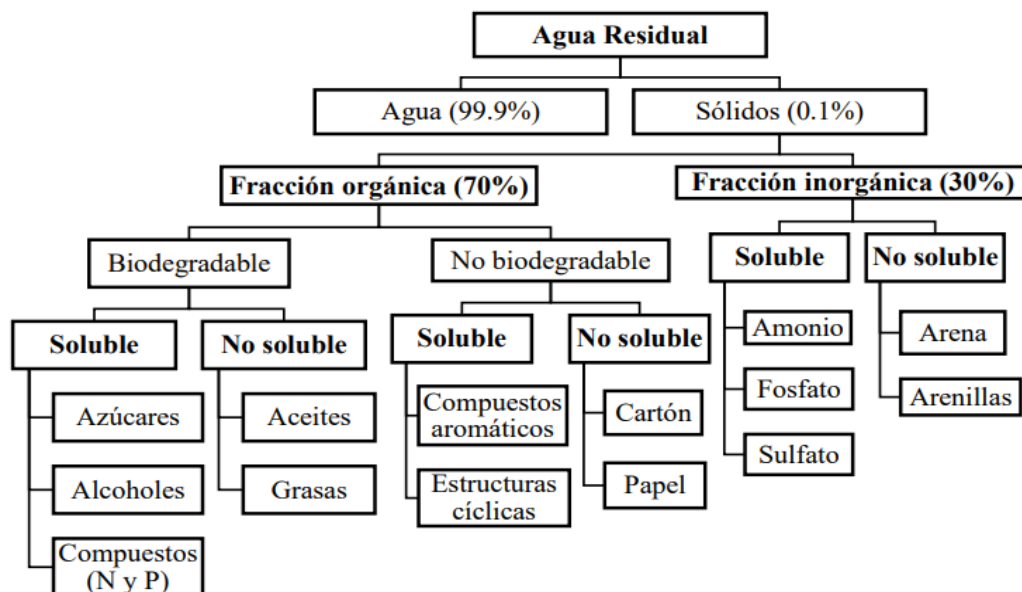 Agua Residual
Agua (99.9%)
Sólidos (0.1%)
Fracción orgánica (70%)
Fracción inorgánica (30%)
Biodegradable
No biodegradable
Soluble
No soluble
Soluble
No soluble
Soluble
No soluble
Azúcares
Alcoholes
Compuestos
(N y P)
Aceites
Grasas
Compuestos
aromáticos
Estructuras
cíclicas
Cartón
Papel
Amonio
Fosfato
Sulfato
Arena
Arenillas